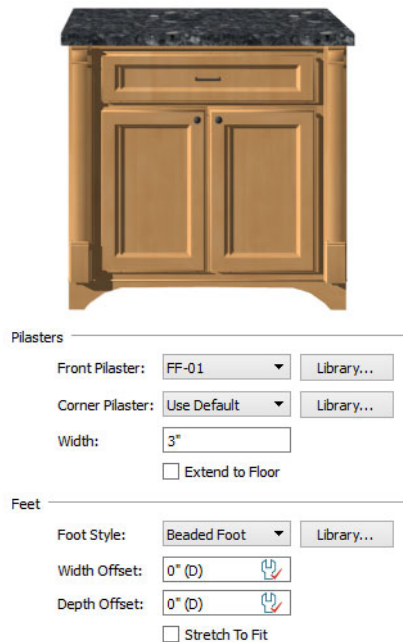 Pilasters
Front Pilaster: FF-01 Library...
Corner Pilaster: Use Default Library...
Width: 3"
Extend to Floor
Feet
Foot Style: Beaded Foot Library...
Width Offset: 0" (D)
Depth Offset: 0" (D)
Stretch To Fit